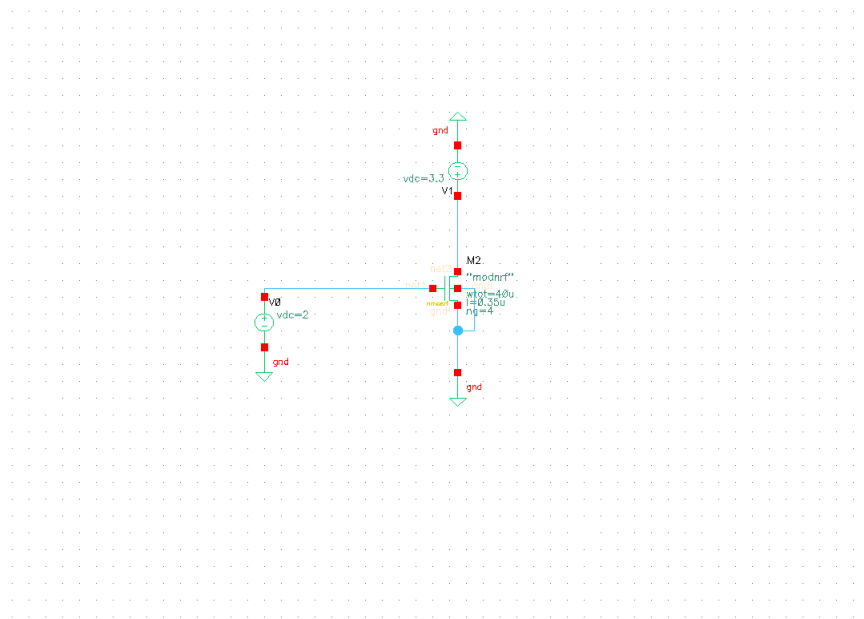 gnd
vdc=3.3
V1
M2
"modnrf"
wtot=40u
l=0.35u
ng=4
V0
vdc=2
gnd
gnd